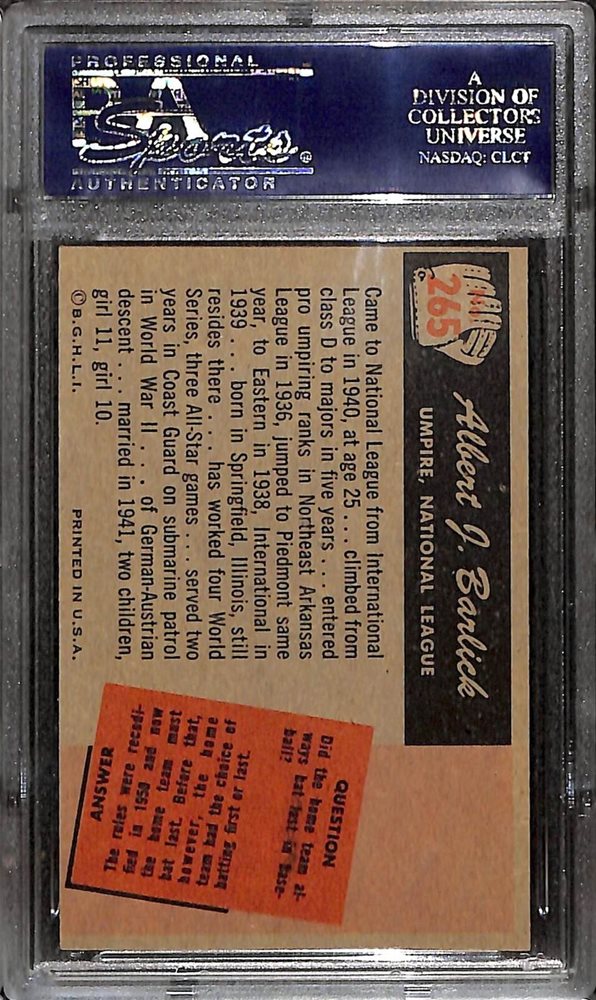 PROFESSIONAL
PSA
Sports
AUTHENTICATOR
A
DIVISION OF
COLLECTORS
UNIVERSE
NASDAQ: CLCT
265
Albert J. Barlick
UMPIRE, NATIONAL LEAGUE
Came to National League from International
League in 1940, at age 25 . . . climbed from
class D to majors in five years . . . entered
pro umpiring ranks in Northeast Arkansas
League in 1936, jumped to Piedmont same
year, to Eastern in 1938, International in
1939 . . . born in Springfield, Illinois, still
resides there . . . has worked four World
Series, three All-Star games . . . served two
years in Coast Guard on submarine patrol
in World War II . . . of German-Austrian
descent . . . married in 1941, two children,
girl 11, girl 10.
©B.G.H.L.I.
PRINTED IN U.S.A.
QUESTION
Did the home team al-
ways bat last in base-
ball?
ANSWER
The rules were recodi-
fied in 1950 and now
the home team must
bat last. Before that,
however, the home
team had the choice of
batting first or last.